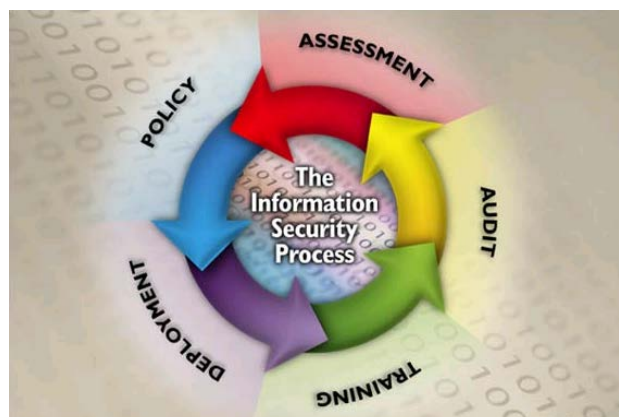 ASSESSMENT
POLICY
The
Information
Security
Process
AUDIT
DEPLOYMENT
TRAINING